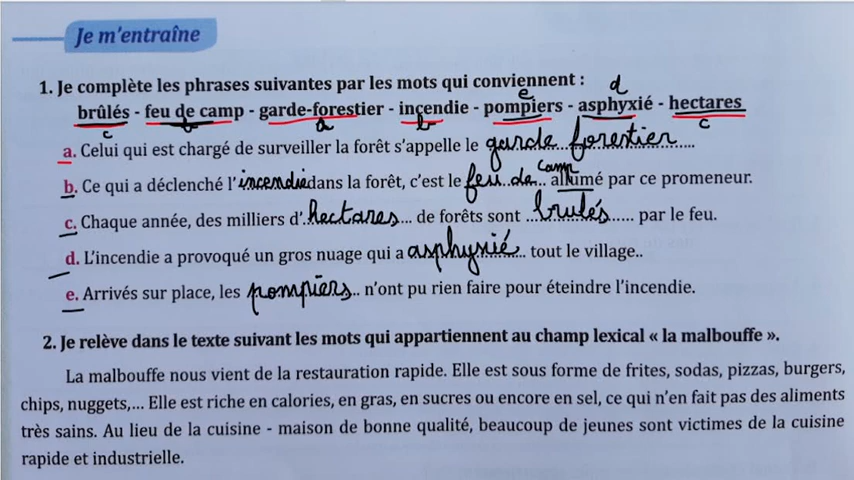 Je m'entraîne
1. Je complète les phrases suivantes par les mots qui conviennent :
e d
brûlés - feu de camp - garde-forestier - incendie - pompiers - asphyxié - hectares
c b a b c
a. Celui qui est chargé de surveiller la forêt s'appelle le garde forestier
b. Ce qui a déclenché l'incendie dans la forêt, c'est le feu de camp allumé par ce promeneur.
c. Chaque année, des milliers d'hectares... de forêts sont ...brulés..... par le feu.
d. L'incendie a provoqué un gros nuage qui a asphyxié... tout le village..
e. Arrivés sur place, les pompiers.. n'ont pu rien faire pour éteindre l'incendie.
2. Je relève dans le texte suivant les mots qui appartiennent au champ lexical « la malbouffe ».
La malbouffe nous vient de la restauration rapide. Elle est sous forme de frites, sodas, pizzas, burgers,
chips, nuggets,... Elle est riche en calories, en gras, en sucres ou encore en sel, ce qui n'en fait pas des aliments
très sains. Au lieu de la cuisine - maison de bonne qualité, beaucoup de jeunes sont victimes de la cuisine
rapide et industrielle.